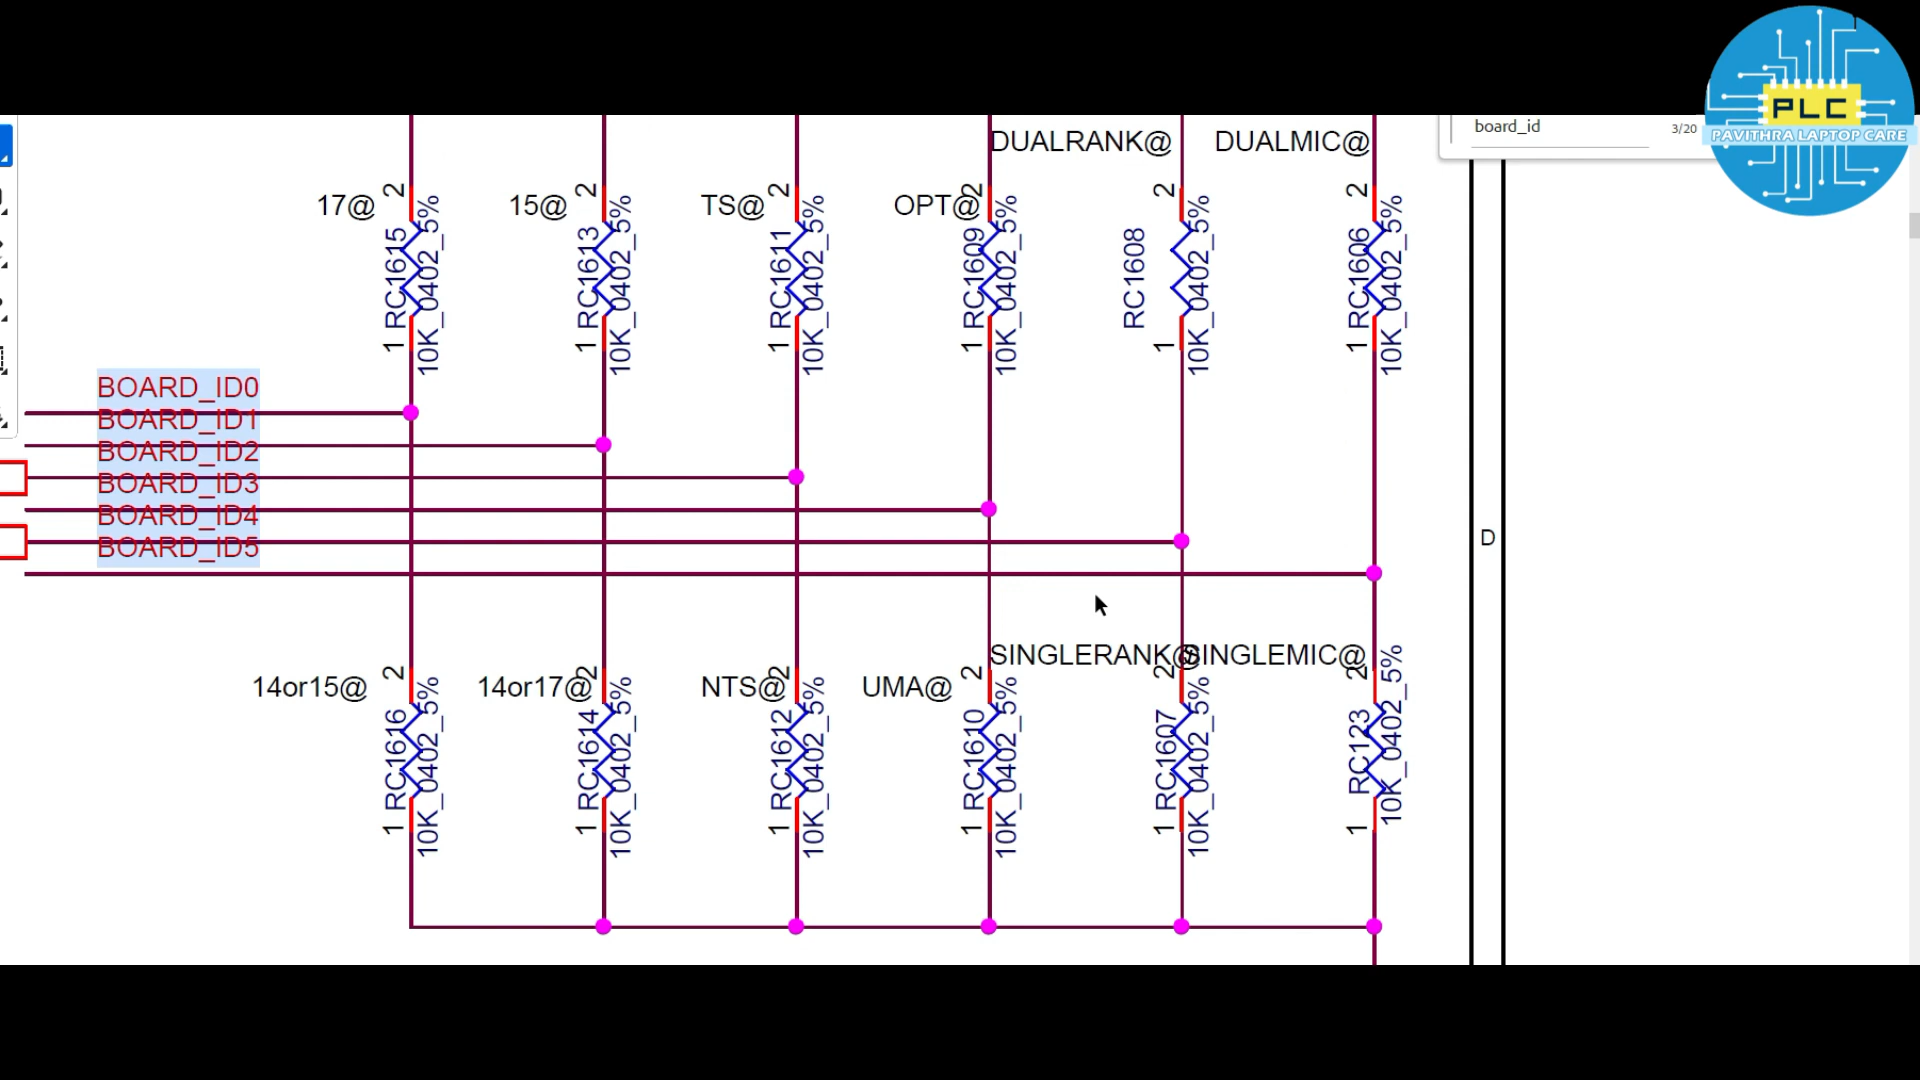 PLC
PAVITHRA LAPTOP CARE
board_id
3/20
DUALRANK@
DUALMIC@
17@
2
15@
2
TS@
2
OPT@
2
2
2
RC1615
10K_0402_5%
RC1613
10K_0402_5%
RC1611
10K_0402_5%
RC1609
10K_0402_5%
RC1608
10K_0402_5%
RC1606
10K_0402_5%
1
1
1
1
1
1
BOARD_ID0
BOARD_ID1
BOARD_ID2
BOARD_ID3
BOARD_ID4
BOARD_ID5
D
SINGLERANK@
SINGLEMIC@
14or15@
2
14or17@
2
NTS@
2
UMA@
2
2
2
RC1616
10K_0402_5%
RC1614
10K_0402_5%
RC1612
10K_0402_5%
RC1610
10K_0402_5%
RC1607
10K_0402_5%
RC123
10K_0402_5%
1
1
1
1
1
1